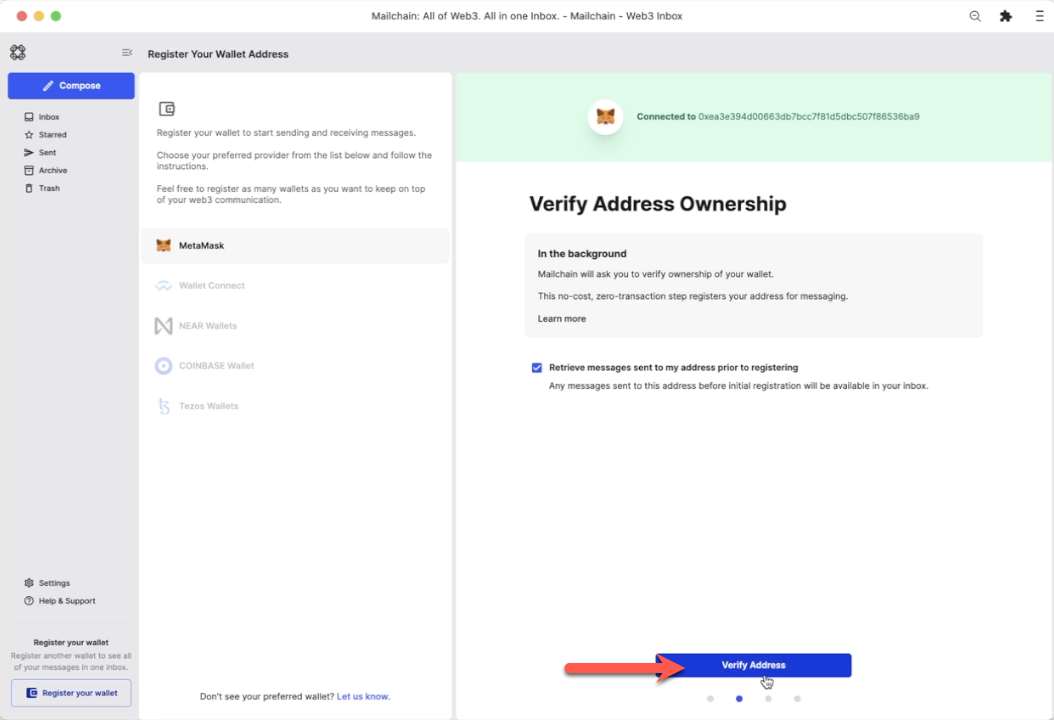 Mailchain: All of Web3. All in one Inbox. - Mailchain - Web3 Inbox
Register Your Wallet Address
Compose
Inbox
Starred
Sent
Archive
Trash
Settings
Help & Support
Register your wallet
Register another wallet to see all
of your messages in one inbox.
Register your wallet
Register your wallet to start sending and receiving messages.
Choose your preferred provider from the list below and follow the
instructions.
Feel free to register as many wallets as you want to keep on top
of your web3 communication.
MetaMask
Wallet Connect
NEAR Wallets
COINBASE Wallet
Tezos Wallets
Don't see your preferred wallet? Let us know.
Connected to 0xea3e394d00663db7bcc7f81d5dbc507f86536ba9
Verify Address Ownership
In the background
Mailchain will ask you to verify ownership of your wallet.
This no-cost, zero-transaction step registers your address for messaging.
Learn more
Retrieve messages sent to my address prior to registering
Any messages sent to this address before initial registration will be available in your inbox.
Verify Address